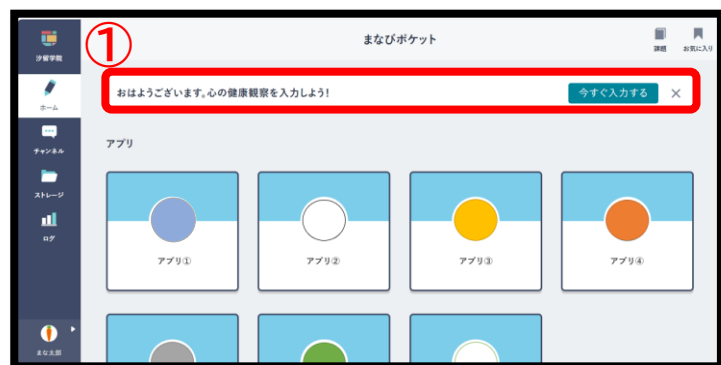 ①
まなびポケット
課題
お気に入り
汐留学院
ホーム
チャンネル
ストレージ
ログ
まな太郎
おはようございます。心の健康観察を入力しよう!
今すぐ入力する
アプリ
アプリ①
アプリ②
アプリ③
アプリ④